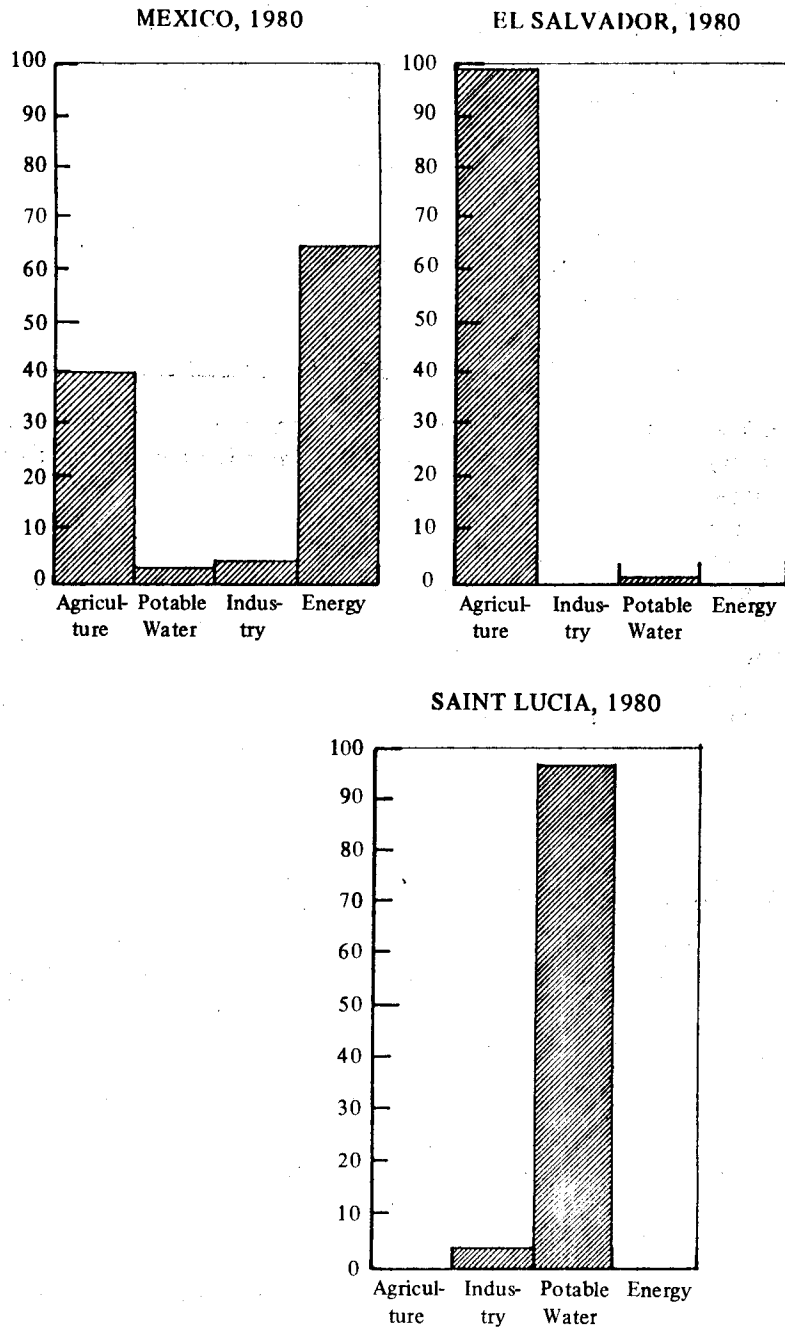 MEXICO, 1980
100
90
80
70
60
50
40
30
20
10
0
Agricul-
ture
Potable
Water
Indus-
try
Energy
EL SALVADOR, 1980
100
90
80
70
60
50
40
30
20
10
0
Agricul-
ture
Indus-
try
Potable
Water
Energy
SAINT LUCIA, 1980
100
90
80
70
60
50
40
30
20
10
0
Agricul-
ture
Indus-
try
Potable
Water
Energy